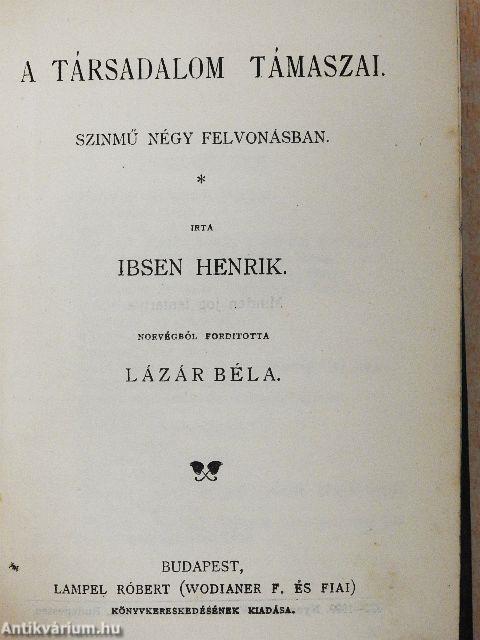 A TÁRSADALOM TÁMASZAI.
SZINMŰ NÉGY FELVONÁSBAN.
*
IRTA
IBSEN HENRIK.
NORVÉGBÓL FORDITOTTA
LÁZÁR BÉLA.
BUDAPEST,
LAMPEL RÓBERT (WODIANER F. ÉS FIAI)
KÖNYVKERESKEDÉSÉNEK KIADÁSA.
Antikvárium.hu